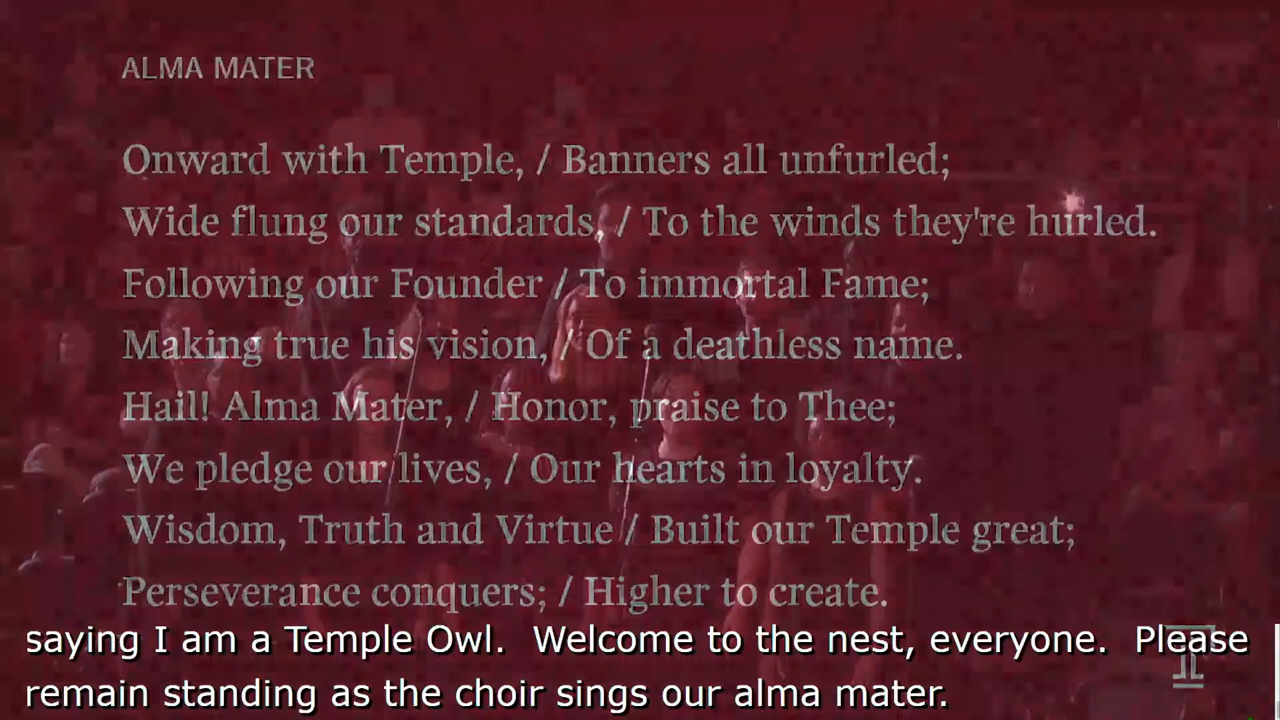 ALMA MATER
Onward with Temple, / Banners all unfurled;
Wide flung our standards, / To the winds they're hurled.
Following our Founder / To immortal Fame;
Making true his vision, / Of a deathless name.
Hail! Alma Mater, / Honor, praise to Thee;
We pledge our lives, / Our hearts in loyalty.
Wisdom, Truth and Virtue / Built our Temple great;
Perseverance conquers; / Higher to create.
saying I am a Temple Owl.  Welcome to the nest, everyone.  Please
remain standing as the choir sings our alma mater.